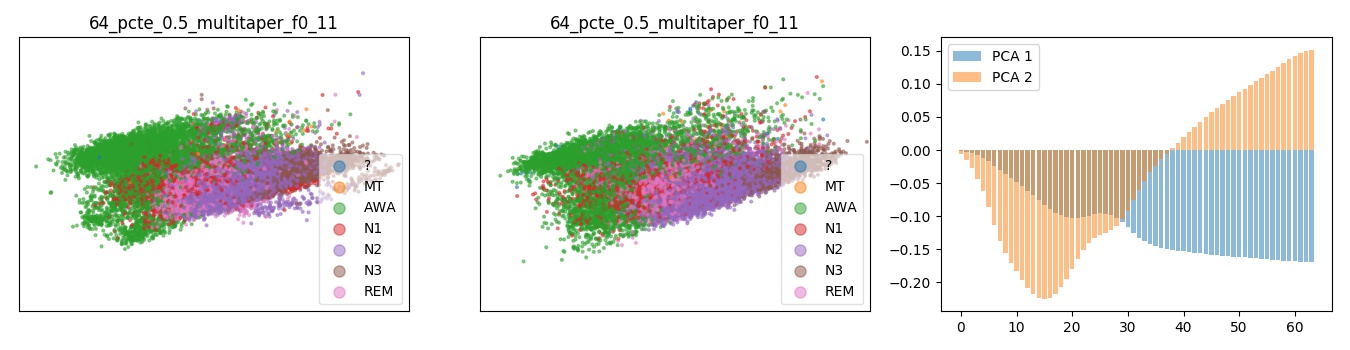 64_pcte_0.5_multitaper_f0_11
?
MT
AWA
N1
N2
N3
REM
64_pcte_0.5_multitaper_f0_11
?
MT
AWA
N1
N2
N3
REM
PCA 1
PCA 2
0.15
0.10
0.05
0.00
−0.05
−0.10
−0.15
−0.20
0 10 20 30 40 50 60